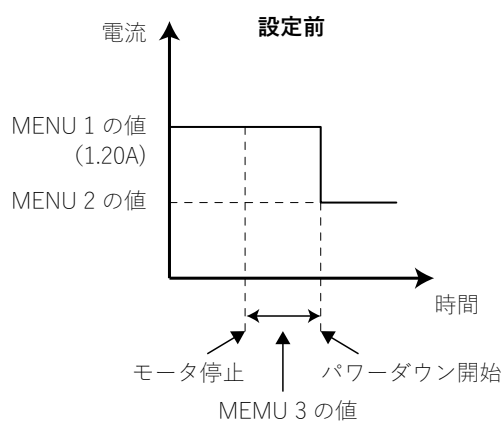 設定前
電流
MENU 1 の値
(1.20A)
MENU 2 の値
時間
モータ停止
パワーダウン開始
MEMU 3 の値